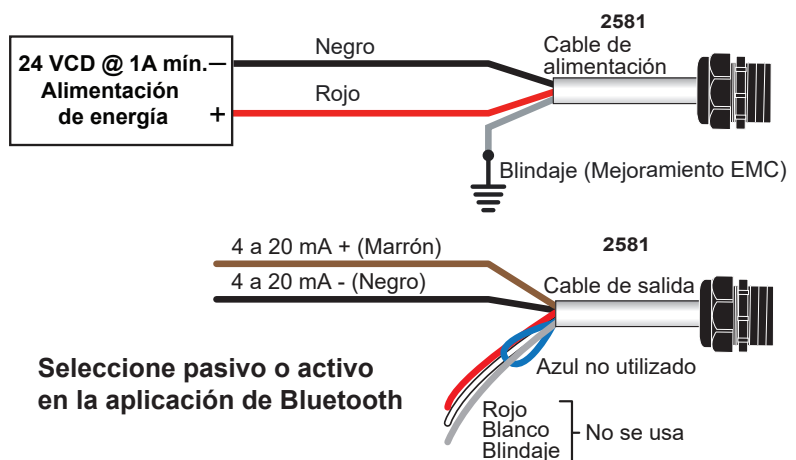 2581
24 VCD @ 1A mín. –
Alimentación
de energía +
Negro
Rojo
Cable de
alimentación
Blindaje (Mejoramiento EMC)
2581
4 a 20 mA + (Marrón)
4 a 20 mA - (Negro)
Cable de salida
Seleccione pasivo o activo
en la aplicación de Bluetooth
Azul no utilizado
Rojo
Blanco
Blindaje
No se usa